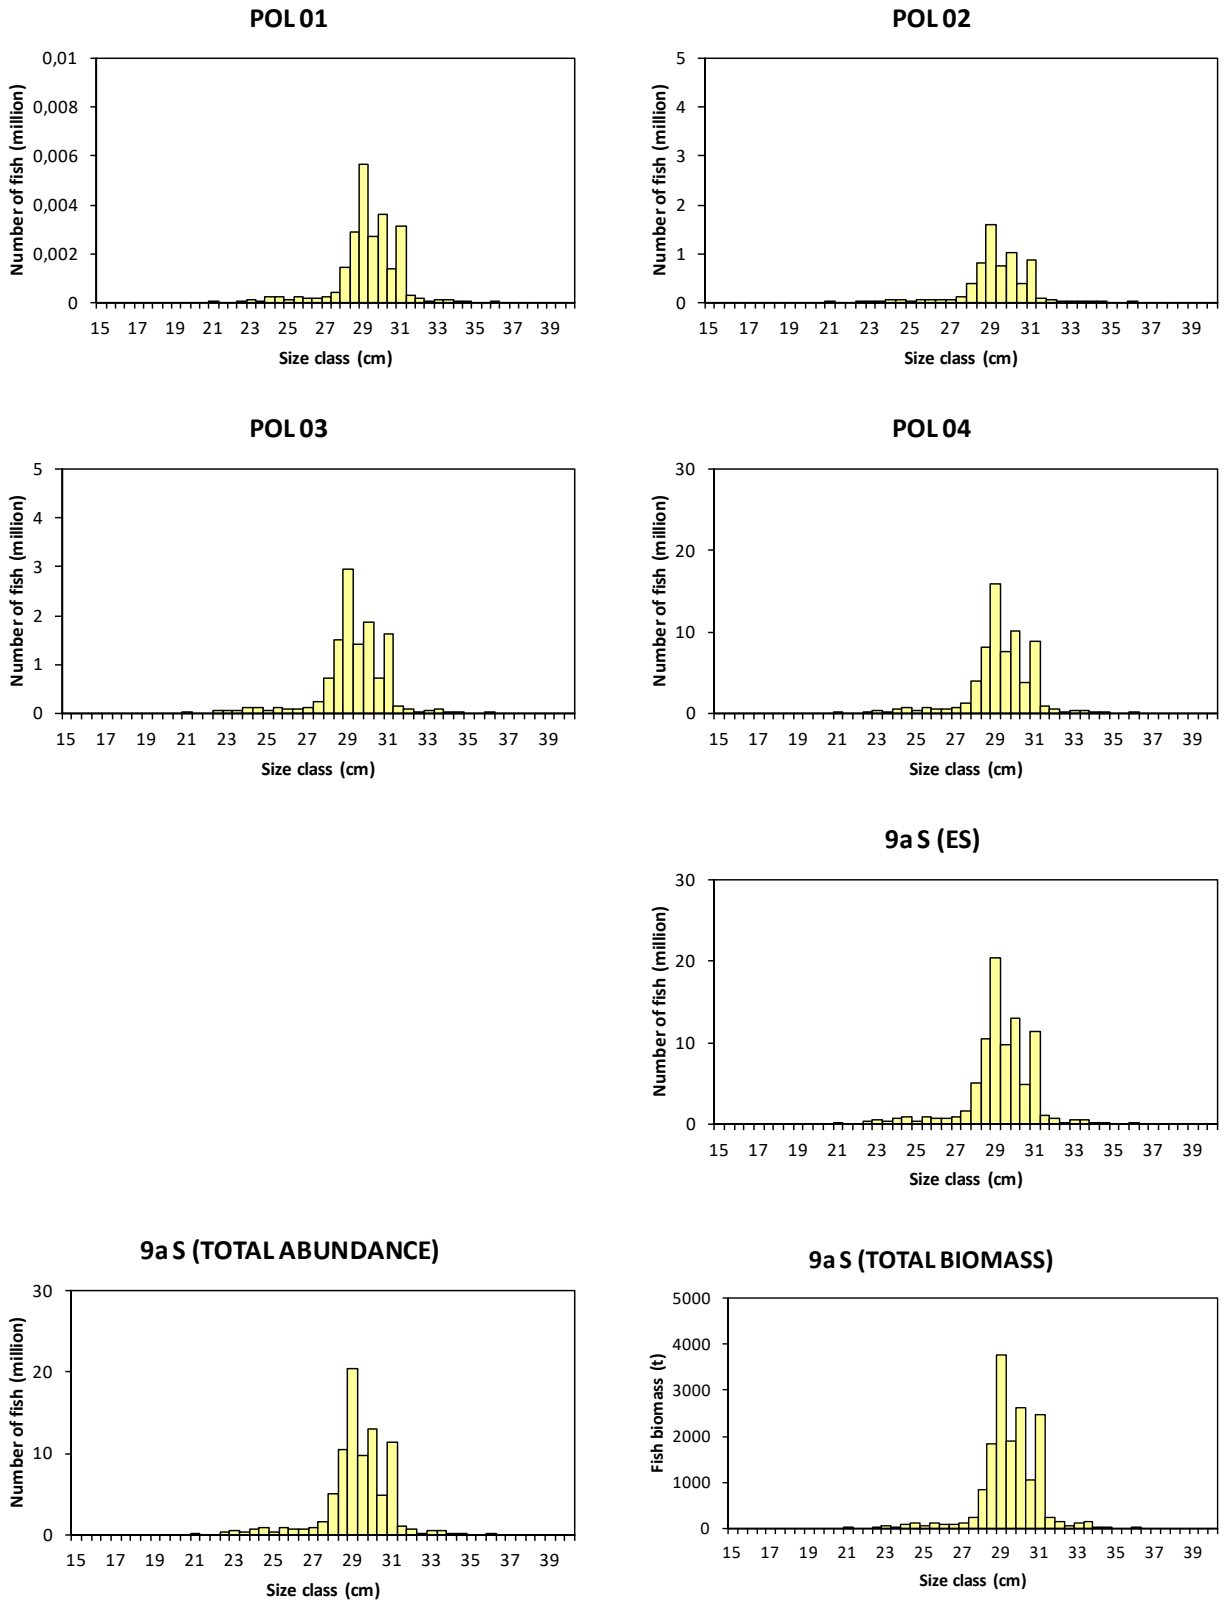 POL 01
0,01
0,008
0,006
0,004
0,002
0
Number of fish (million)
15 17 19 21 23 25 27 29 31 33 35 37 39
Size class (cm)
POL 02
5
4
3
2
1
0
Number of fish (million)
15 17 19 21 23 25 27 29 31 33 35 37 39
Size class (cm)
POL 03
5
4
3
2
1
0
Number of fish (million)
15 17 19 21 23 25 27 29 31 33 35 37 39
Size class (cm)
POL 04
30
20
10
0
Number of fish (million)
15 17 19 21 23 25 27 29 31 33 35 37 39
Size class (cm)
9a S (ES)
30
20
10
0
Number of fish (million)
15 17 19 21 23 25 27 29 31 33 35 37 39
Size class (cm)
9a S (TOTAL ABUNDANCE)
30
20
10
0
Number of fish (million)
15 17 19 21 23 25 27 29 31 33 35 37 39
Size class (cm)
9a S (TOTAL BIOMASS)
5000
4000
3000
2000
1000
0
Fish biomass (t)
15 17 19 21 23 25 27 29 31 33 35 37 39
Size class (cm)